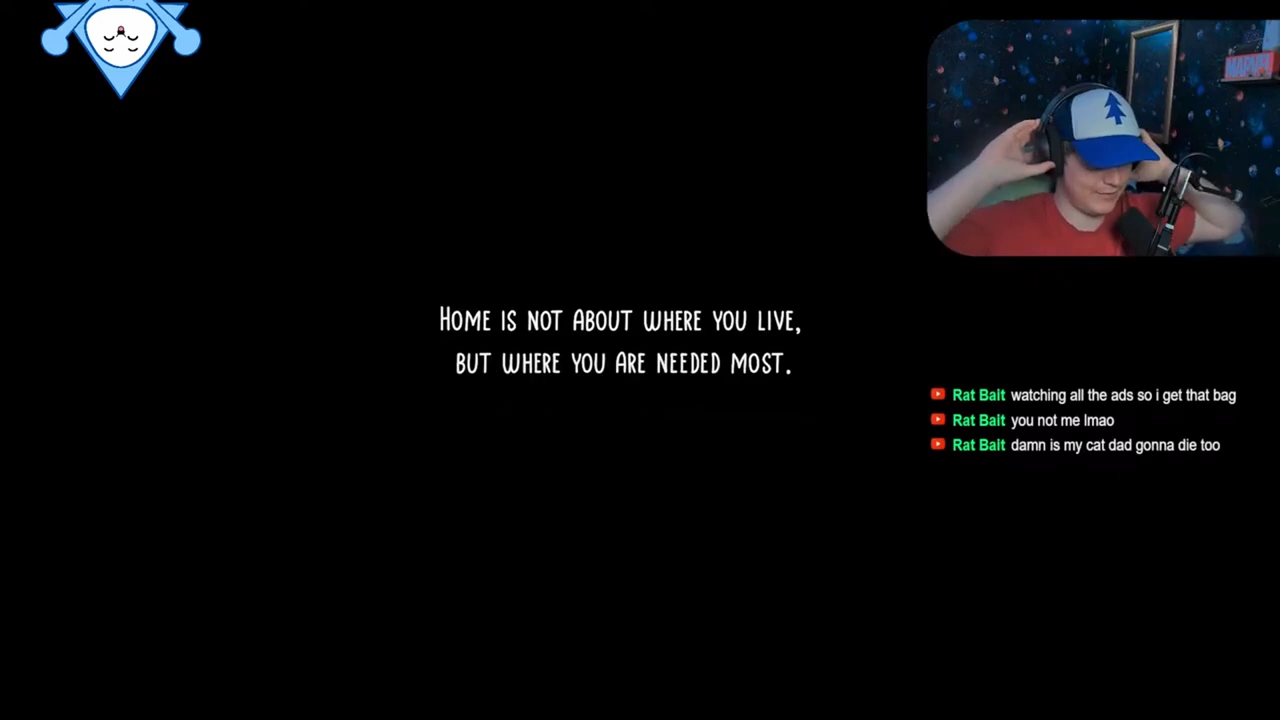 HOME IS NOT ABOUT WHERE YOU LIVE,
BUT WHERE YOU ARE NEEDED MOST.
Rat Bait watching all the ads so i get that bag
Rat Bait you not me lmao
Rat Bait damn is my cat dad gonna die too